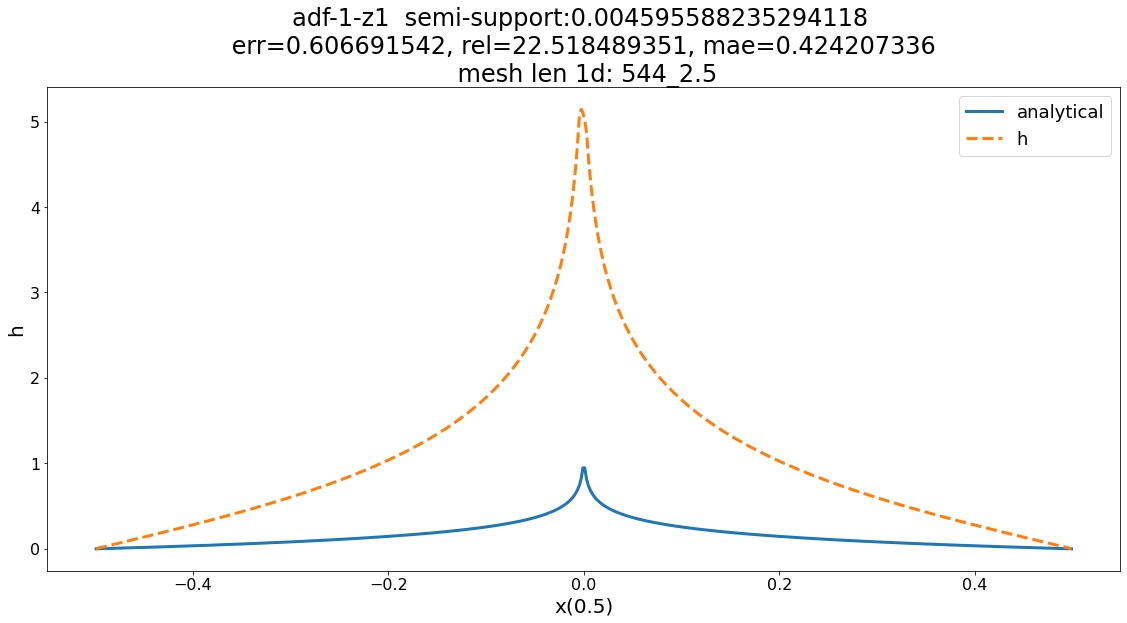 adf-1-z1  semi-support:0.004595588235294118
err=0.606691542, rel=22.518489351, mae=0.424207336
mesh len 1d: 544_2.5
analytical
h
5
4
3
2
1
0
h
−0.4
−0.2
0.0
0.2
0.4
x(0.5)